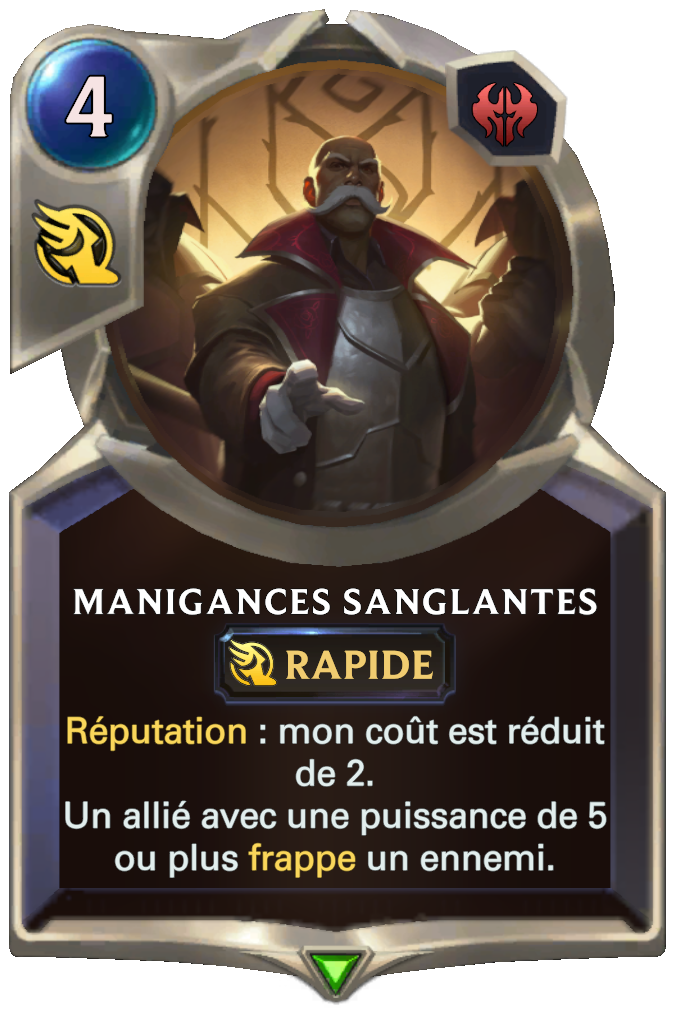 4
MANIGANCES SANGLANTES
RAPIDE
Réputation : mon coût est réduit
de 2.
Un allié avec une puissance de 5
ou plus frappe un ennemi.